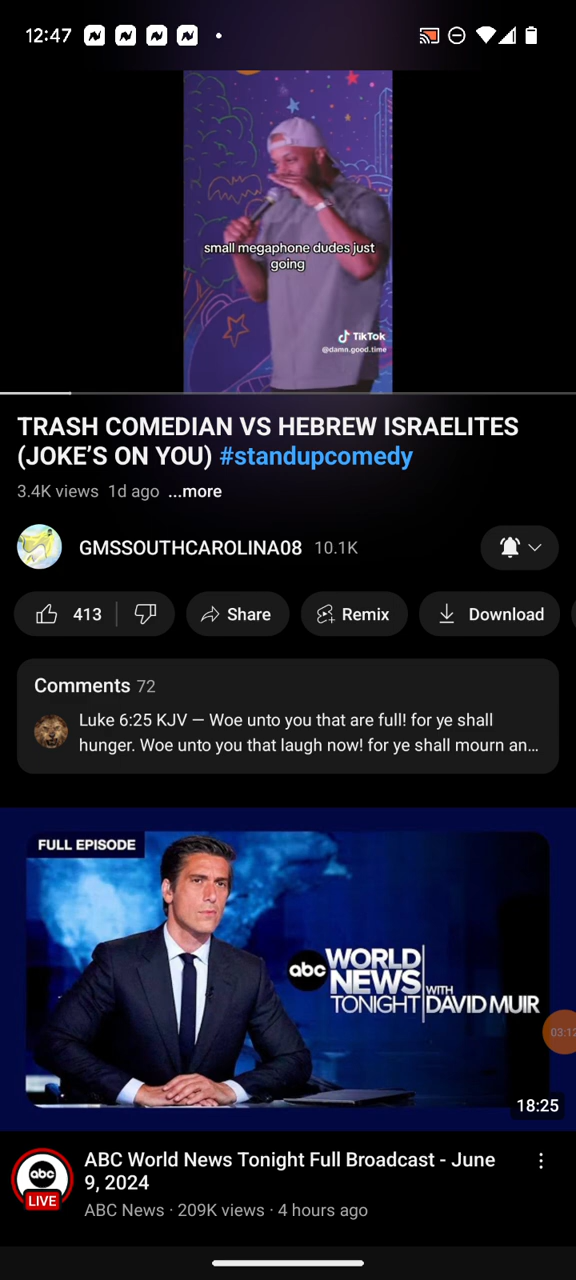 12:47
small megaphone dudes just
going
TikTok
@damn.good.time
TRASH COMEDIAN VS HEBREW ISRAELITES
(JOKE’S ON YOU) #standupcomedy
3.4K views 1d ago ...more
GMSSOUTHCAROLINA08 10.1K
413 Share Remix Download
Comments 72
Luke 6:25 KJV — Woe unto you that are full! for ye shall
hunger. Woe unto you that laugh now! for ye shall mourn an...
FULL EPISODE
abc WORLD
NEWS
TONIGHT WITH DAVID MUIR
03:12
18:25
abc
LIVE
ABC World News Tonight Full Broadcast - June
9, 2024
ABC News · 209K views · 4 hours ago